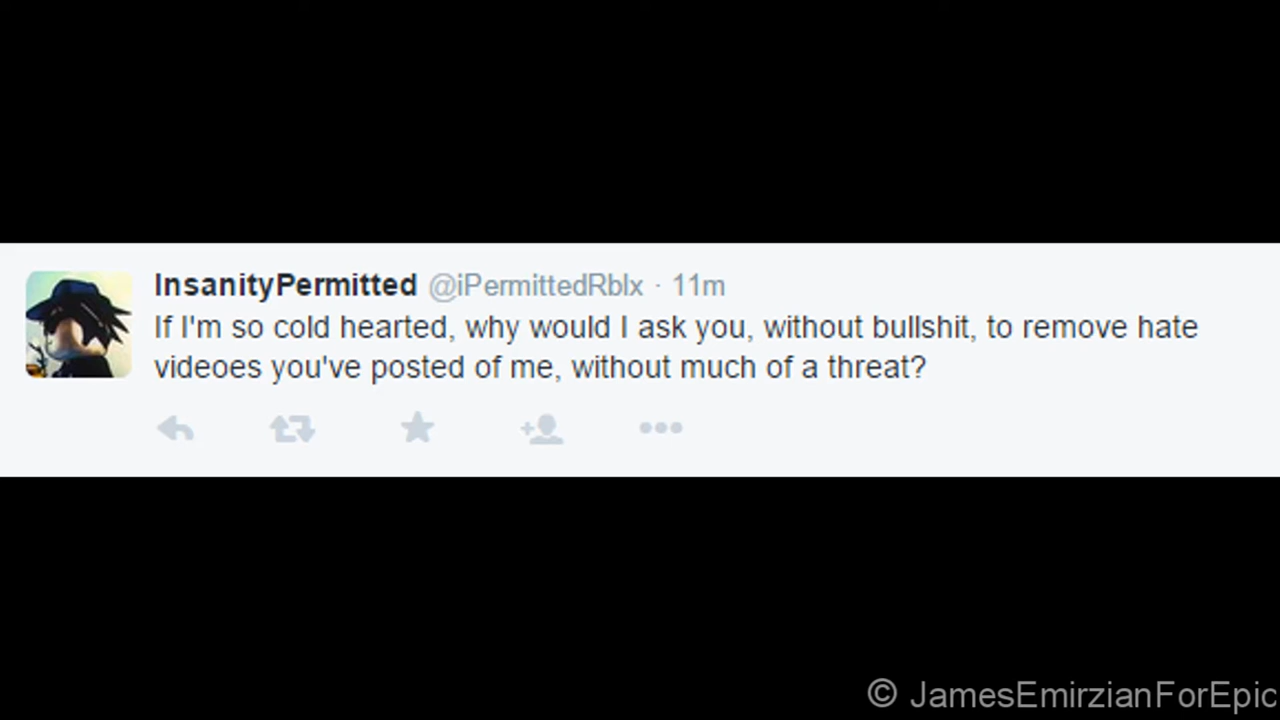 InsanityPermitted @iPermittedRblx · 11m
If I'm so cold hearted, why would I ask you, without bullshit, to remove hate
videoes you've posted of me, without much of a threat?
© JamesEmirzianForEpic